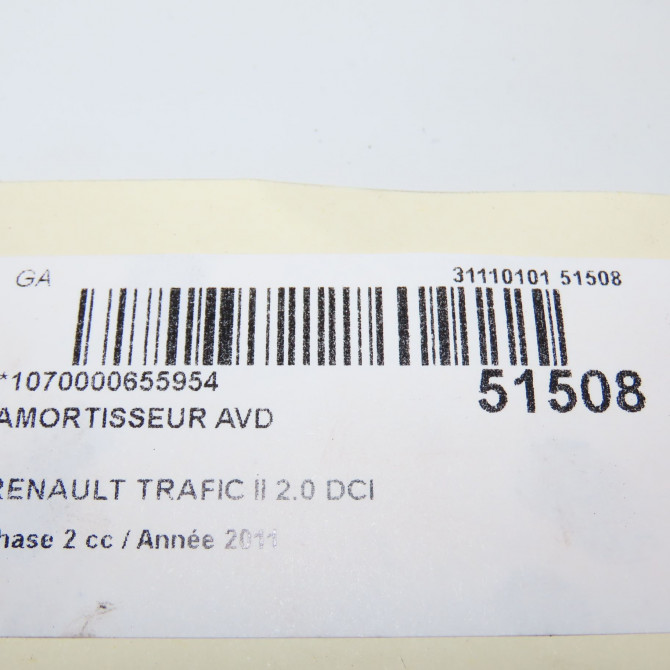 GA
31110101 51508
*1070000655954
51508
AMORTISSEUR AVD
RENAULT TRAFIC II 2.0 DCI
hase 2 cc / Année 2011